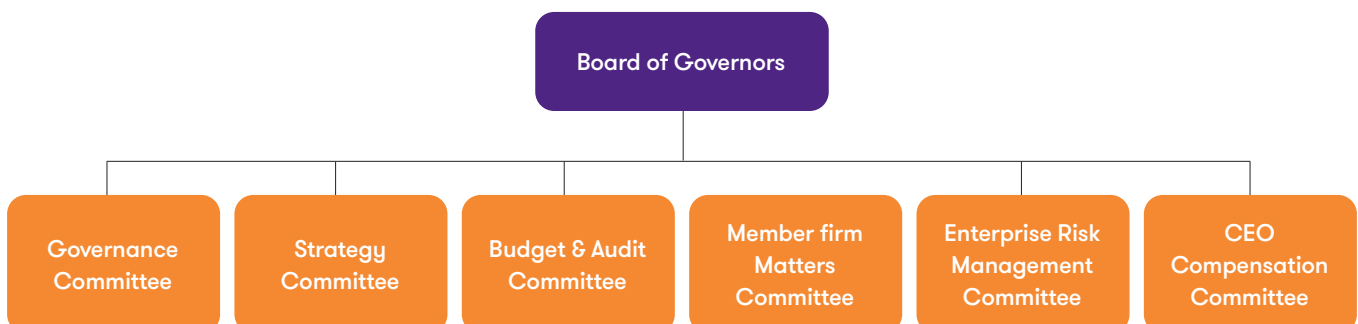 Board of Governors
Governance
Committee
Strategy
Committee
Budget & Audit
Committee
Member firm
Matters
Committee
Enterprise Risk
Management
Committee
CEO
Compensation
Committee